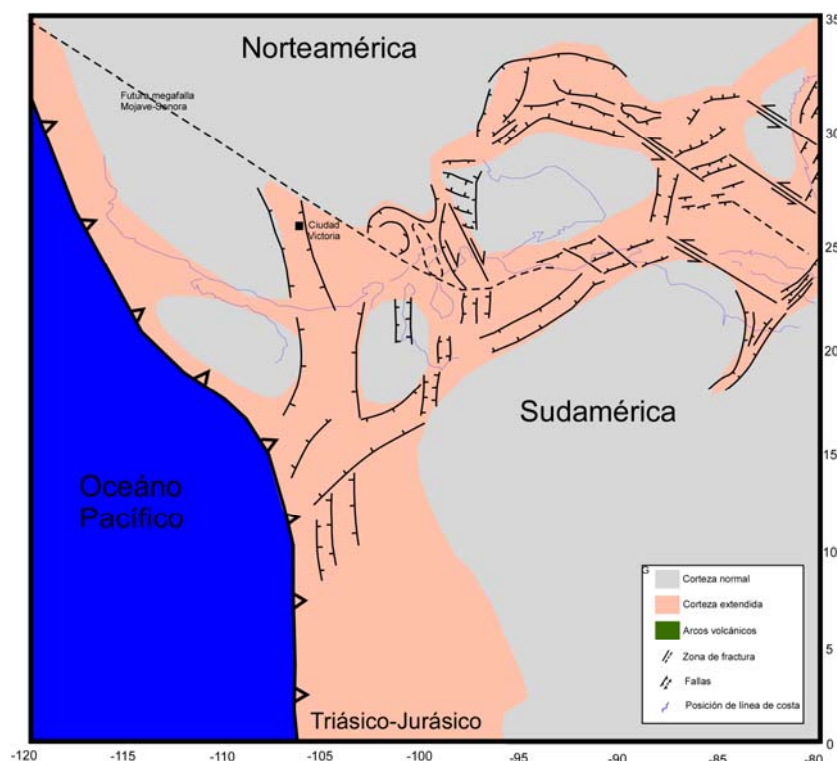 Norteamérica
Futura megafalla
Mojave-Sonora
Ciudad
Victoria
Sudamérica
Oceáno
Pacífico
Triásico-Jurásico
G
Corteza normal
Corteza extendida
Arcos volcánicos
Zona de fractura
Fallas
Posición de línea de costa
35
30
25
20
15
10
5
0
-120
-115
-110
-105
-100
-95
-90
-85
-80